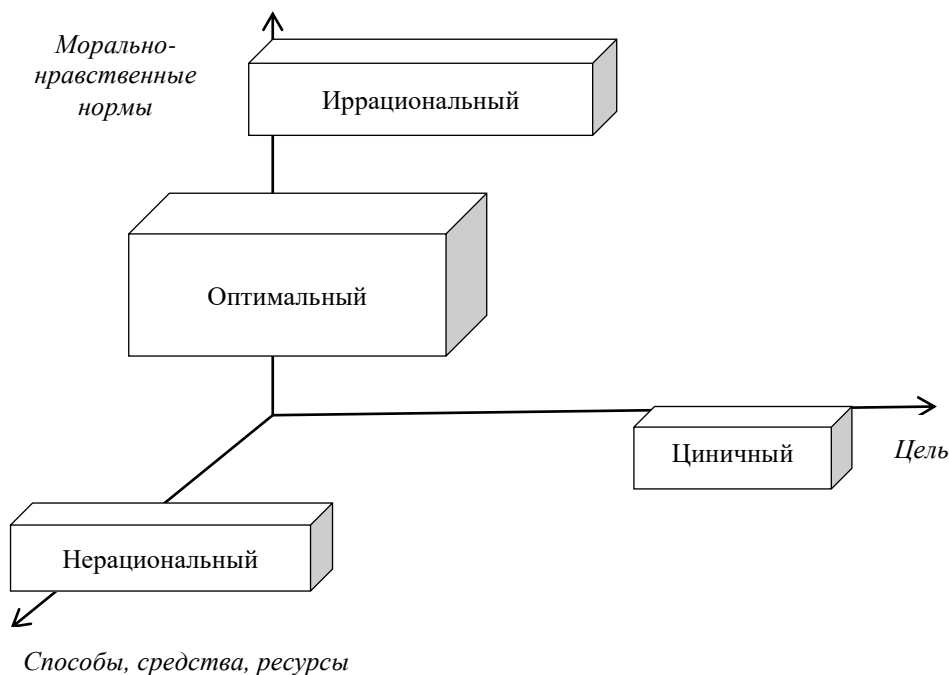 Морально-
нравственные
нормы
Иррациональный
Оптимальный
Циничный
Цель
Нерациональный
Способы, средства, ресурсы